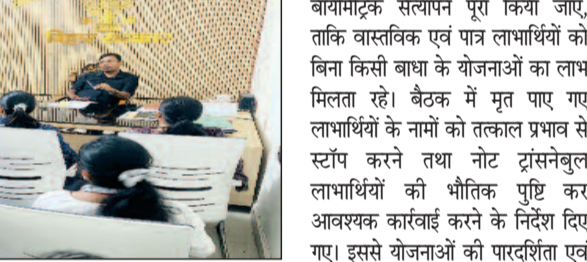 बायोमैट्रिक सत्यापन पूरा किया जाए,
ताकि वास्तविक एवं पात्र लाभार्थियों को
बिना किसी बाधा के योजनाओं का लाभ
मिलता रहे। बैठक में मृत पाए गए
लाभार्थियों के नामों को तत्काल प्रभाव से
स्टॉप करने तथा नोट ट्रांसनेबुल
लाभार्थियों की भौतिक पुष्टि कर
आवश्यक कार्रवाई करने के निर्देश दिए
गए। इससे योजनाओं की पारदर्शिता एवं